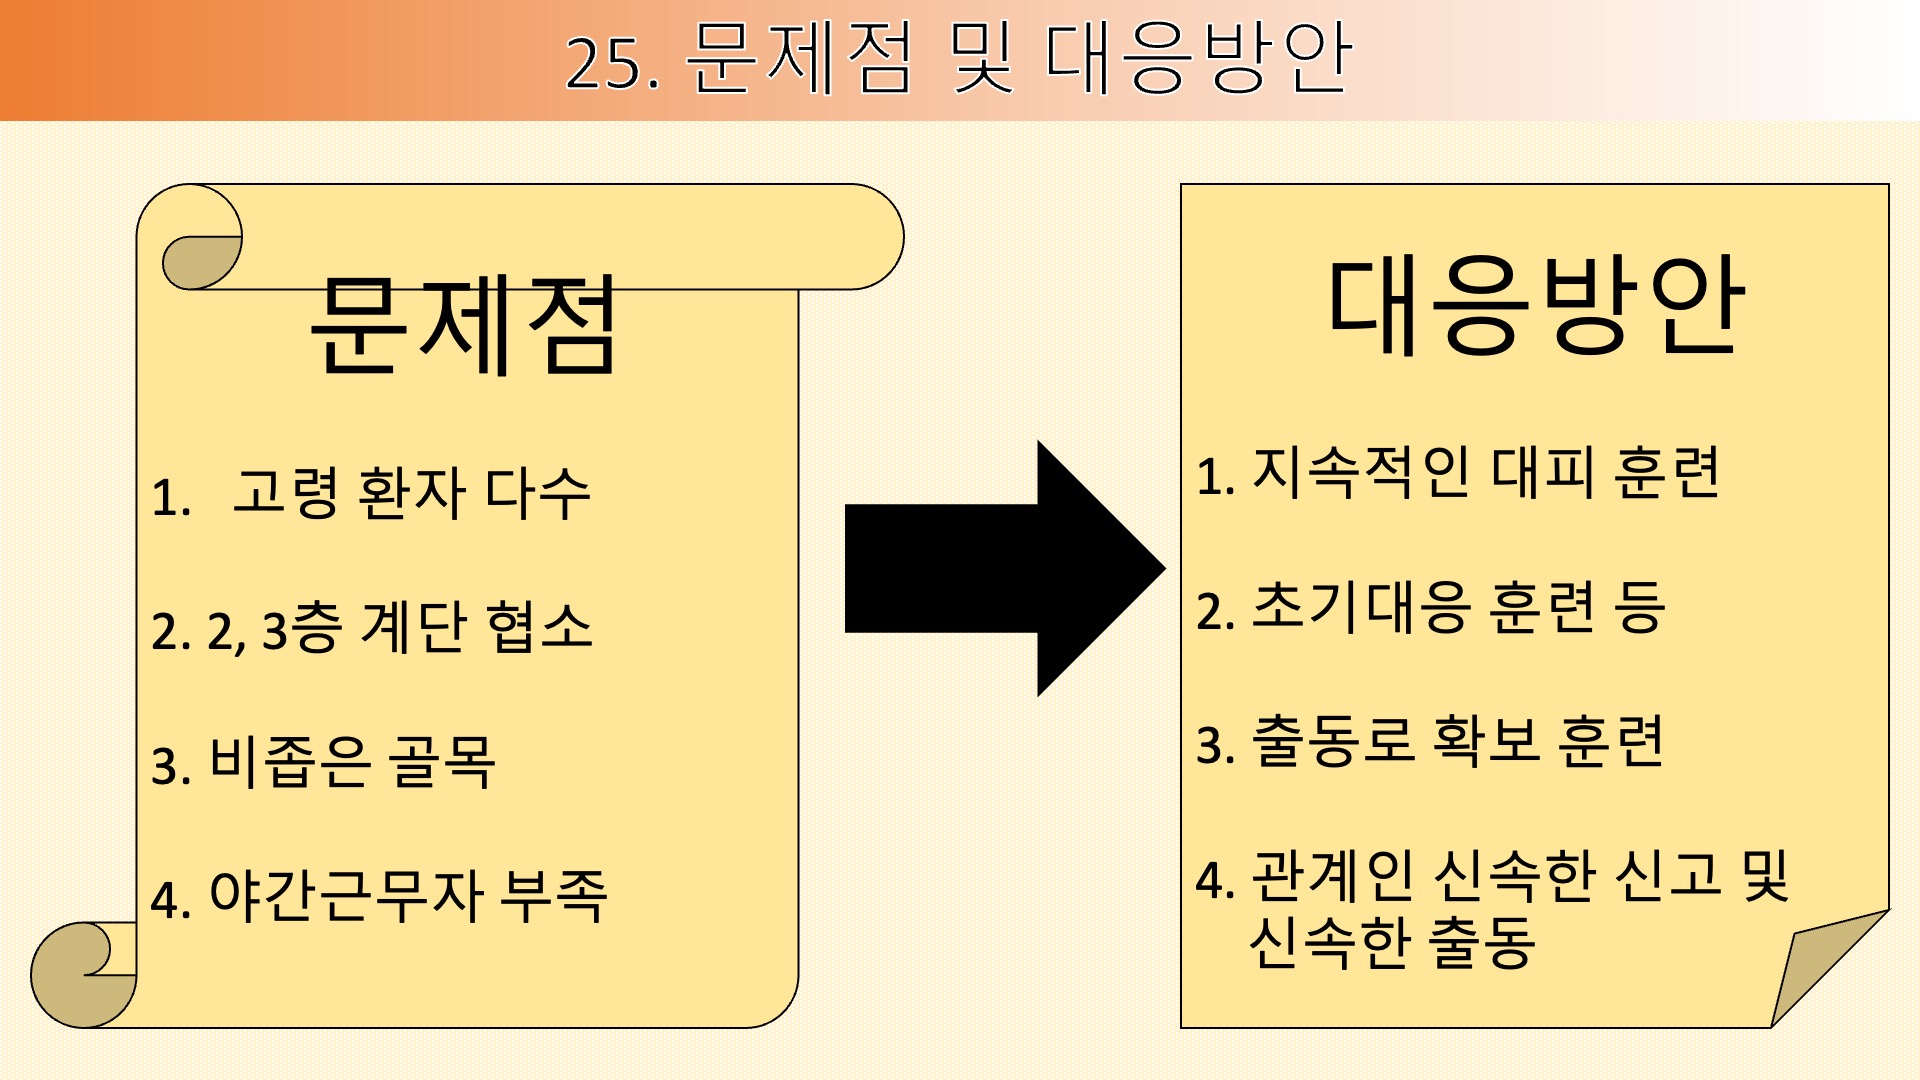 25. 문제점 및 대응방안
문제점
1. 고령 환자 다수
2. 2, 3층 계단 협소
3. 비좁은 골목
4. 야간근무자 부족
대응방안
1. 지속적인 대피 훈련
2. 초기대응 훈련 등
3. 출동로 확보 훈련
4. 관계인 신속한 신고 및
신속한 출동